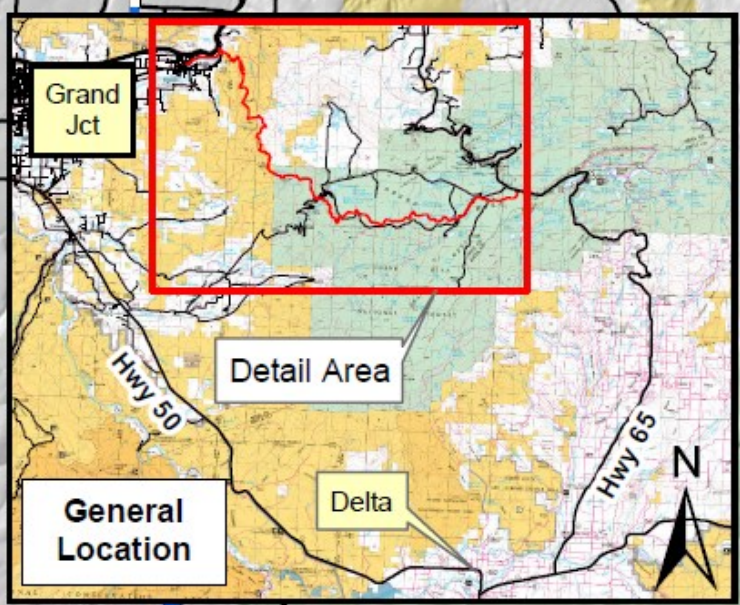 Grand
Jct
Detail Area
Hwy 50
Hwy 65
N
Delta
General
Location